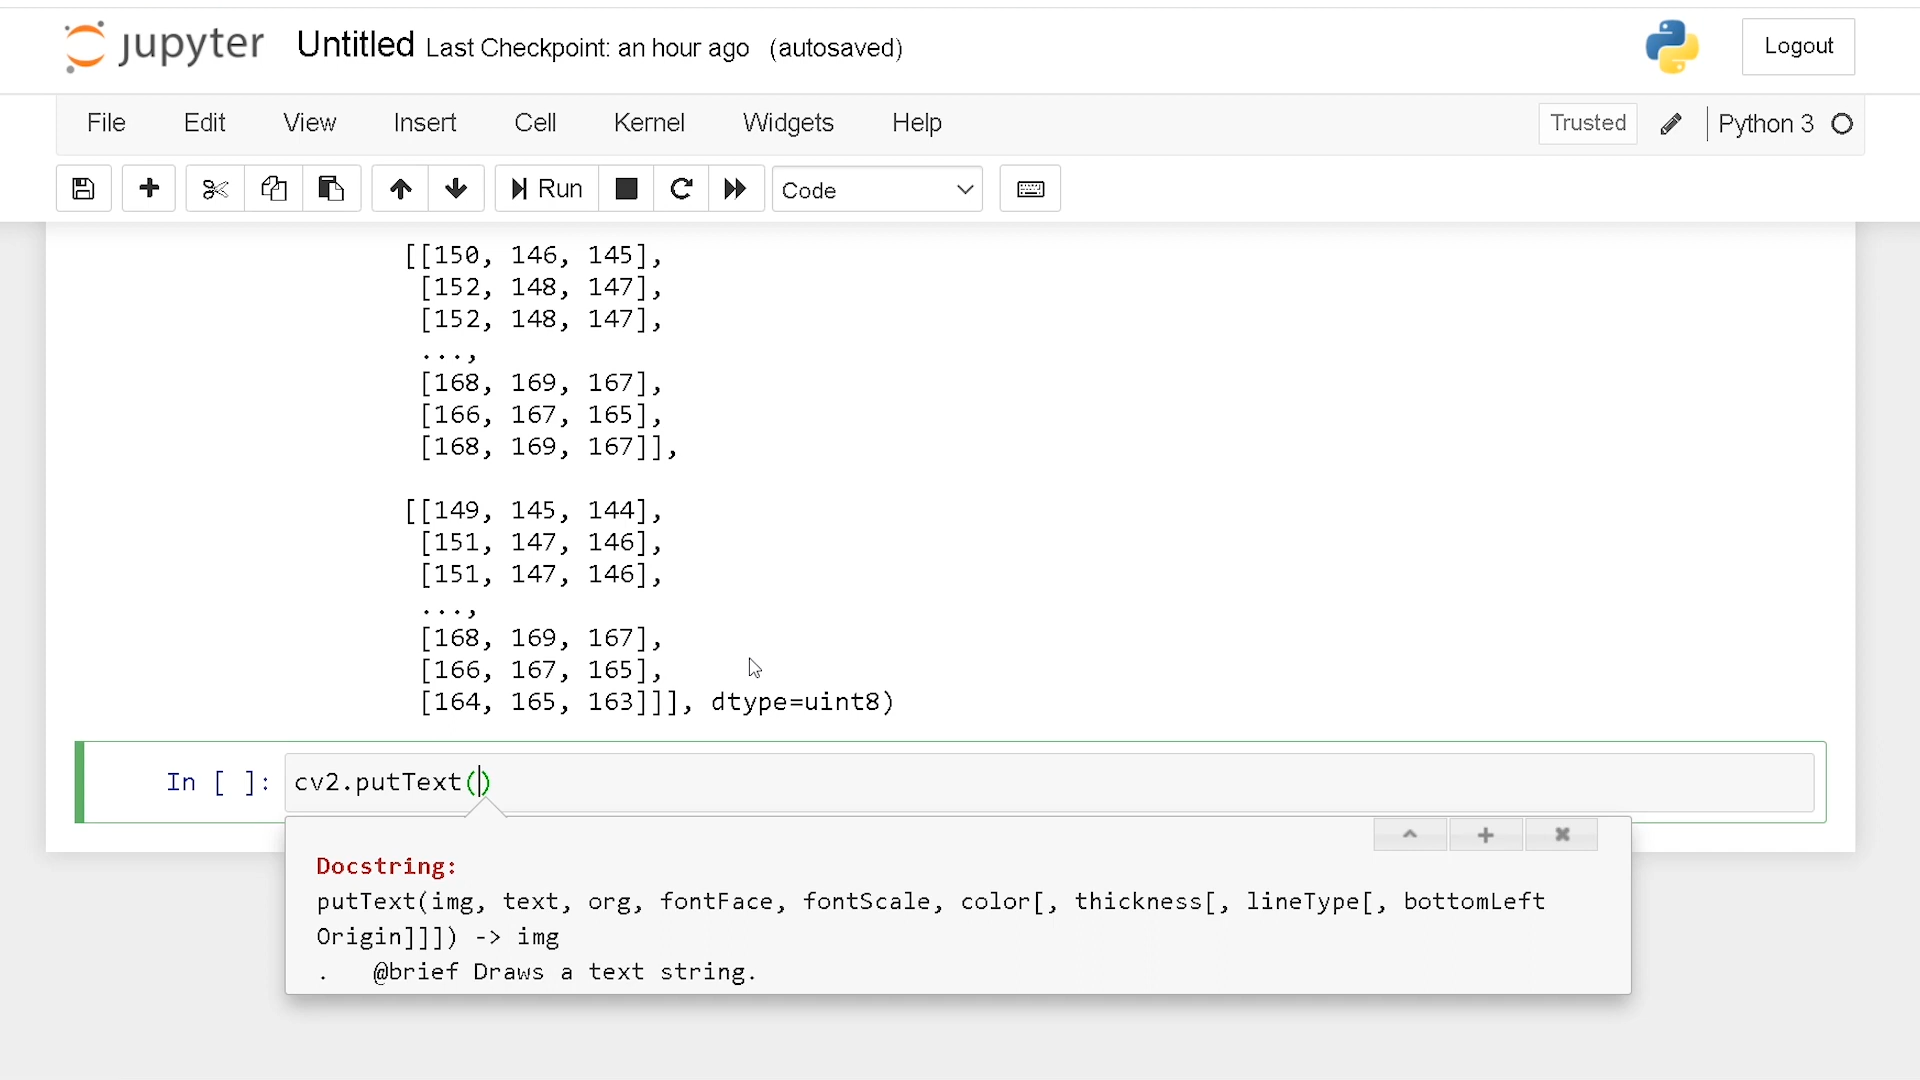 jupyter Untitled Last Checkpoint: an hour ago (autosaved) Logout
File Edit View Insert Cell Kernel Widgets Help Trusted Python 3
Run Code
[[150, 146, 145],
[152, 148, 147],
[152, 148, 147],
...,
[168, 169, 167],
[166, 167, 165],
[168, 169, 167]],
[[149, 145, 144],
[151, 147, 146],
[151, 147, 146],
...,
[168, 169, 167],
[166, 167, 165],
[164, 165, 163]]], dtype=uint8)
In [ ]: cv2.putText()
Docstring:
putText(img, text, org, fontFace, fontScale, color[, thickness[, lineType[, bottomLeft
Origin]]]) -> img
. @brief Draws a text string.